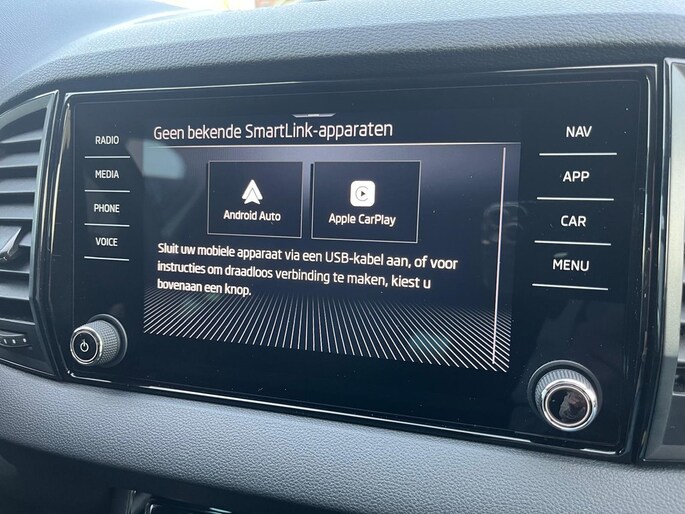 Geen bekende SmartLink-apparaten
RADIO
MEDIA
PHONE
VOICE
Android Auto
Apple CarPlay
Sluit uw mobiele apparaat via een USB-kabel aan, of voor
instructies om draadloos verbinding te maken, kiest u
bovenaan een knop.
NAV
APP
CAR
MENU